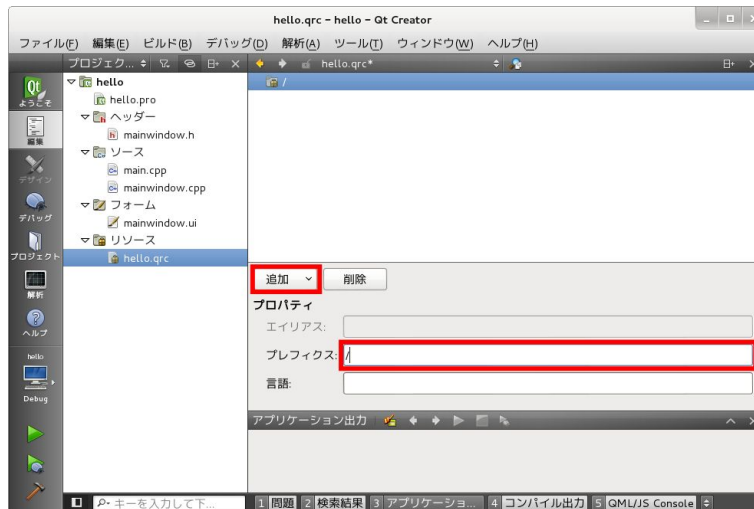 hello.qrc – hello – Qt Creator
ファイル(F) 編集(E) ビルド(B) デバッグ(D) 解析(A) ツール(T) ウィンドウ(W) ヘルプ(H)
プロジェク... hello.qrc*
Qt
ようこそ
編集
デザイン
デバッグ
プロジェクト
解析
ヘルプ
hello
Debug
hello
hello.pro
ヘッダー
mainwindow.h
ソース
main.cpp
mainwindow.cpp
フォーム
mainwindow.ui
リソース
hello.qrc
/
追加 削除
プロパティ
エイリアス:
プレフィクス: /
言語:
アプリケーション出力
キーを入力して下... 1 問題 2 検索結果 3 アプリケーショ... 4 コンパイル出力 5 QML/JS Console